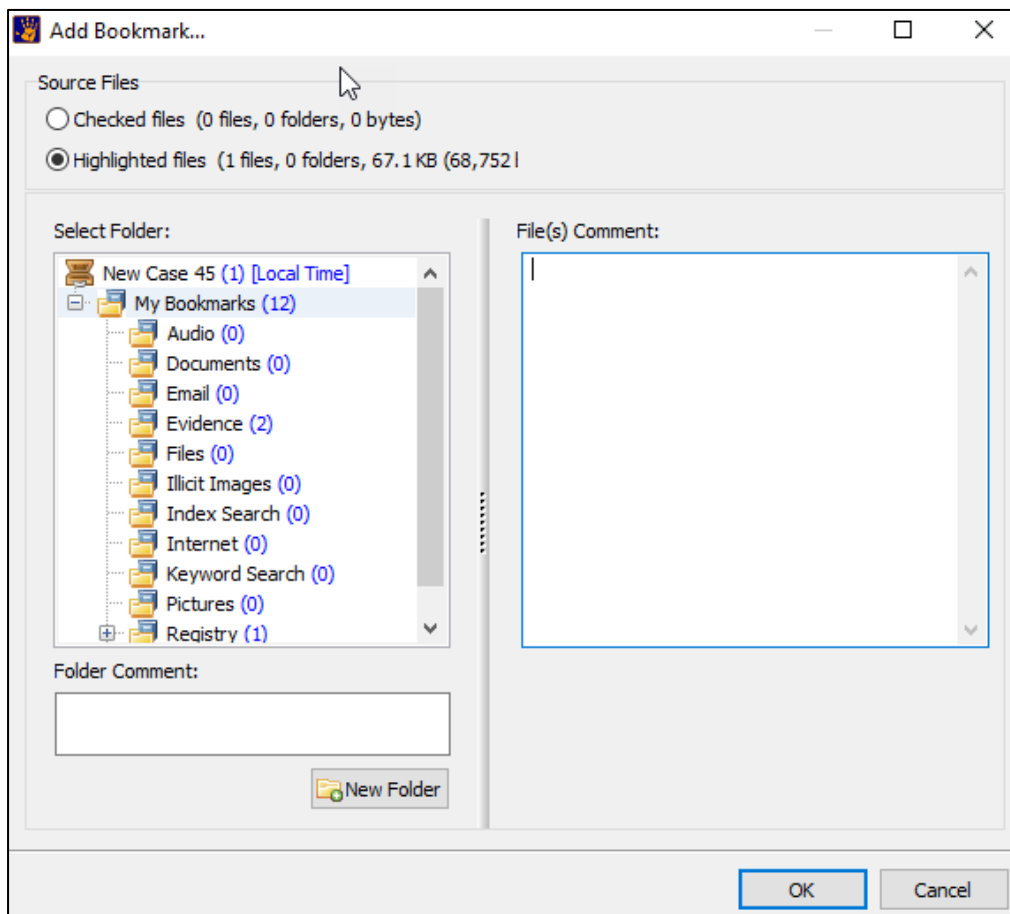 Add Bookmark...
Source Files
Checked files (0 files, 0 folders, 0 bytes)
Highlighted files (1 files, 0 folders, 67.1 KB (68,752
Select Folder:
New Case 45 (1) [Local Time]
My Bookmarks (12)
Audio (0)
Documents (0)
Email (0)
Evidence (2)
Files (0)
Illicit Images (0)
Index Search (0)
Internet (0)
Keyword Search (0)
Pictures (0)
Registry (1)
Folder Comment:
New Folder
File(s) Comment:
OK
Cancel